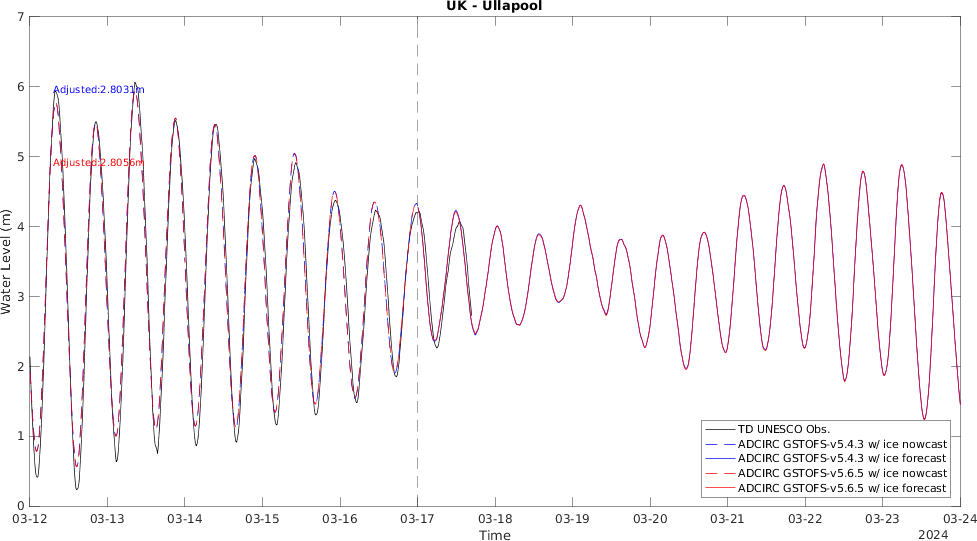 UK - Ullapool
7
6
5
4
3
2
1
0
Water Level (m)
Adjusted:2.8031m
Adjusted:2.8056m
TD UNESCO Obs.
ADCIRC GSTOFS-v5.4.3 w/ ice nowcast
ADCIRC GSTOFS-v5.4.3 w/ ice forecast
ADCIRC GSTOFS-v5.6.5 w/ ice nowcast
ADCIRC GSTOFS-v5.6.5 w/ ice forecast
03-12 03-13 03-14 03-15 03-16 03-17 03-18 03-19 03-20 03-21 03-22 03-23 03-24
Time
2024